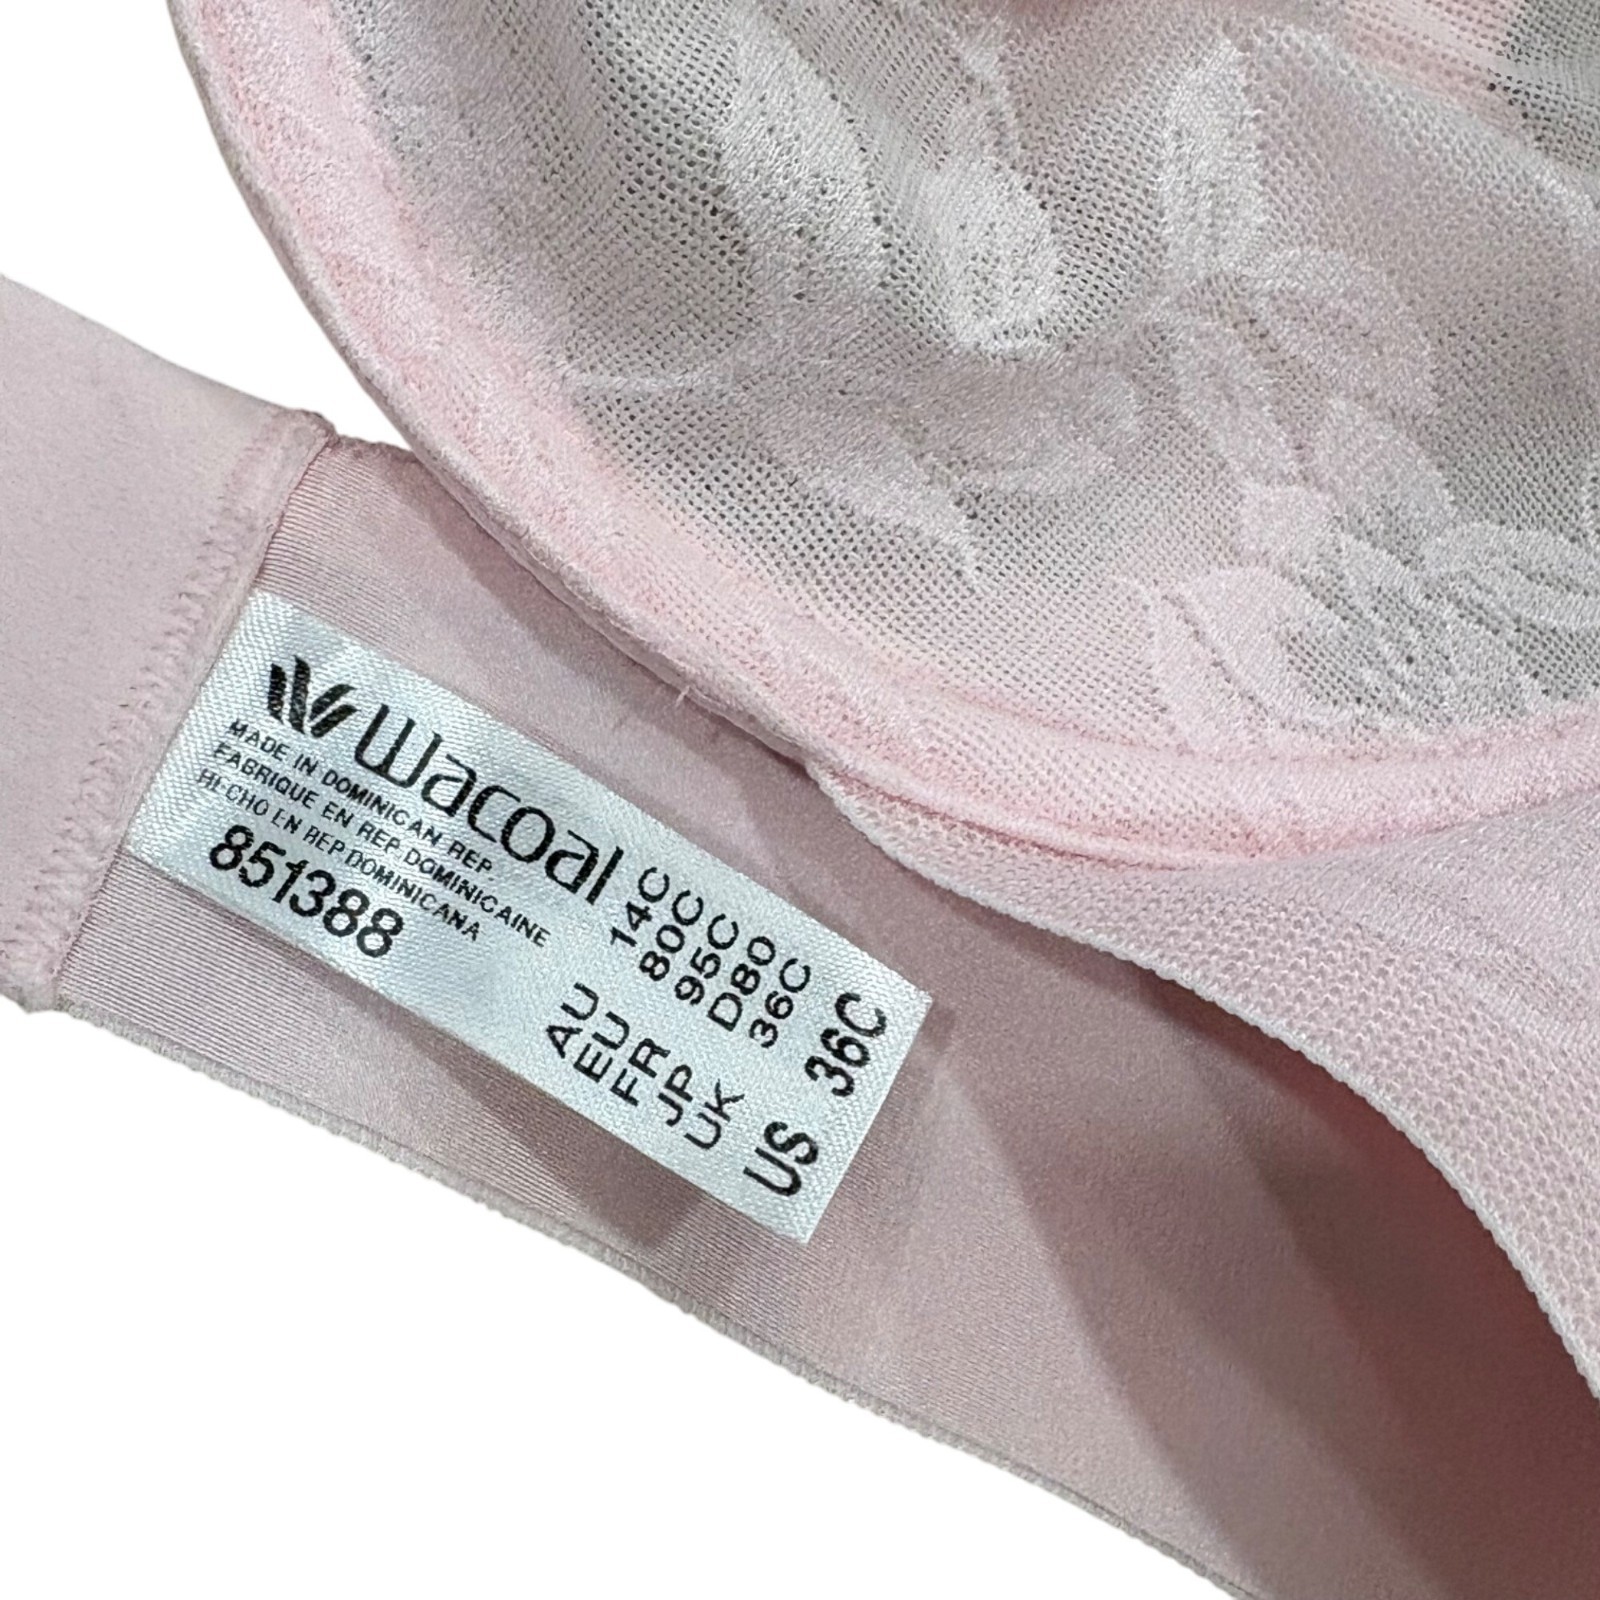 wacoal
MADE IN DOMINICAN REP.
FABRIQUE EN REP. DOMINICAINE
HECHO EN REP. DOMINICANA
851388
AU 14C
EU 80C
FR 95C
JP D80
UK 36C
US 36C